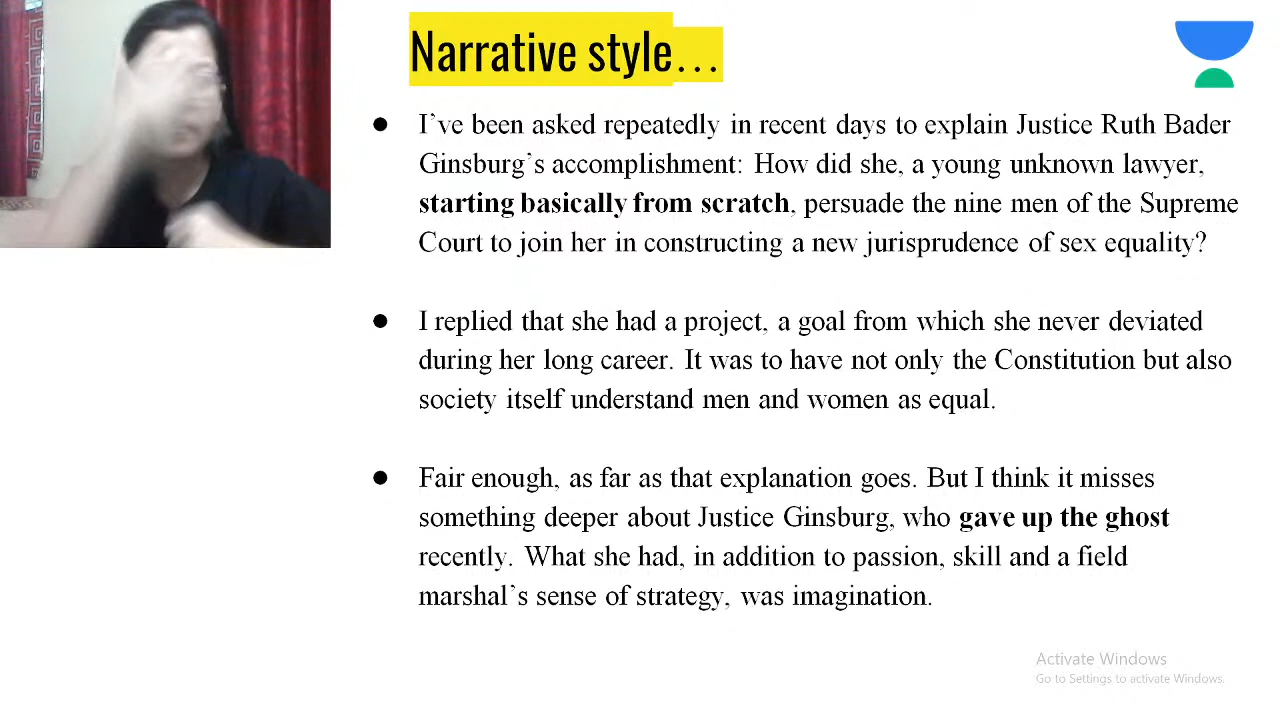 Narrative style...
● I've been asked repeatedly in recent days to explain Justice Ruth Bader
Ginsburg's accomplishment: How did she, a young unknown lawyer,
starting basically from scratch, persuade the nine men of the Supreme
Court to join her in constructing a new jurisprudence of sex equality?
● I replied that she had a project, a goal from which she never deviated
during her long career. It was to have not only the Constitution but also
society itself understand men and women as equal.
● Fair enough, as far as that explanation goes. But I think it misses
something deeper about Justice Ginsburg, who gave up the ghost
recently. What she had, in addition to passion, skill and a field
marshal's sense of strategy, was imagination.
Activate Windows
Go to Settings to activate Windows.